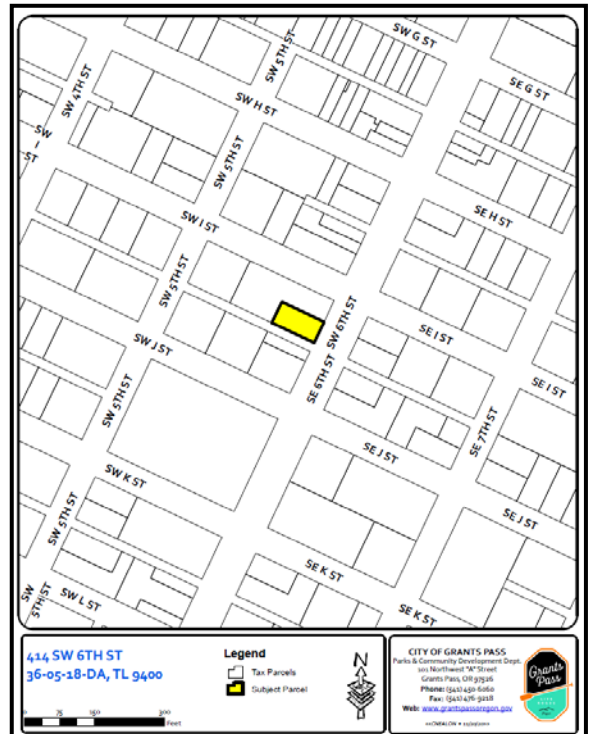 SW G ST
SW 5TH ST
SW 4TH ST
SE G ST
SW H ST
SW
I
ST
SW 5TH ST
SE H ST
SW I ST
SW 5TH ST
SW 6TH ST
SE I ST
SW J ST
SE 6TH ST
SE I ST
SW 5TH ST
SE 7TH ST
SE J ST
SW K ST
SE J ST
SW 5TH ST
SE K ST
SW
5TH ST
SW L ST
SE K ST
414 SW 6TH ST
36-05-18-DA, TL 9400
Legend
Tax Parcels
Subject Parcel
N
0 75 150 300
Feet
CITY OF GRANTS PASS
Parks & Community Development Dept.
101 Northwest "A" Street
Grants Pass, OR 97526
Phone: (541) 450-6060
Fax: (541) 476-9218
Web: www.grantspassoregon.gov
Grants
Pass